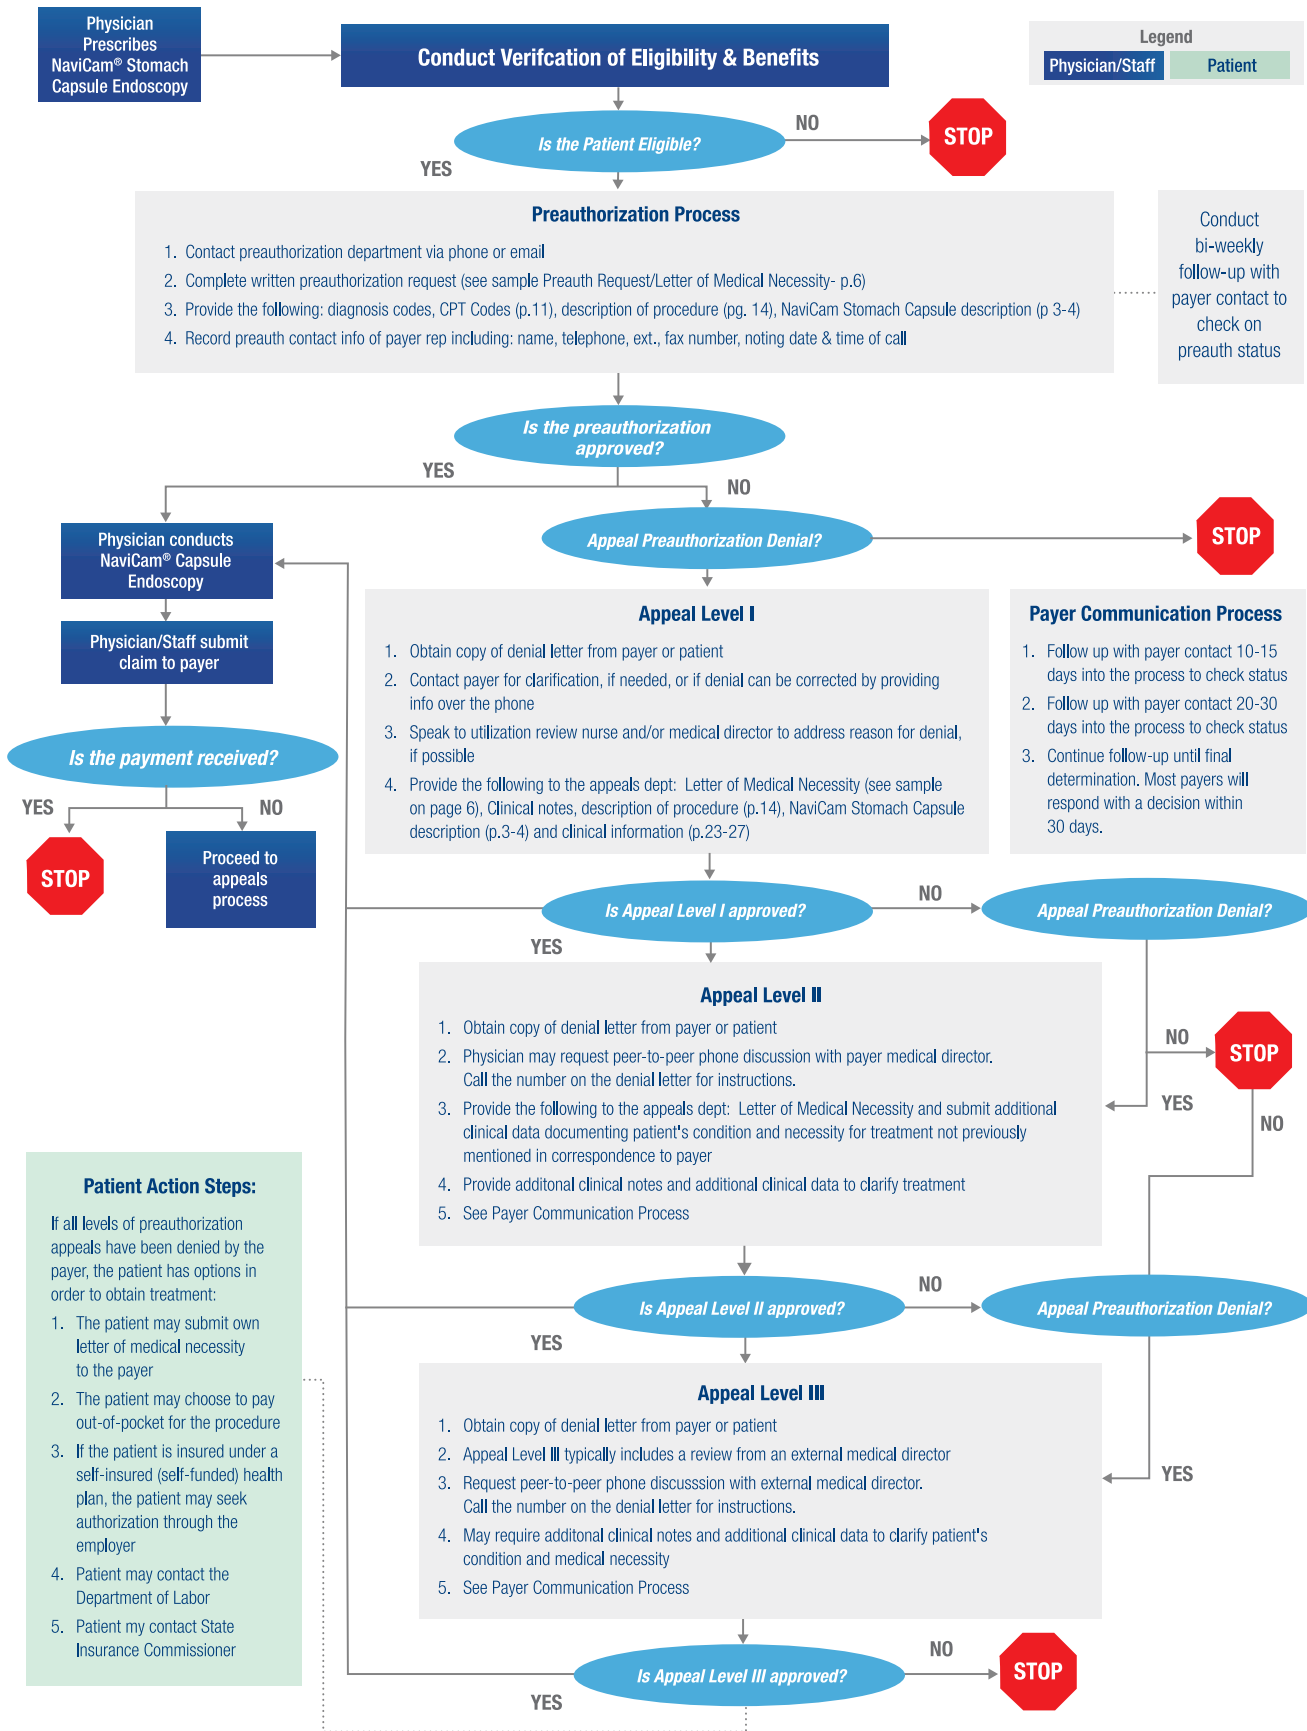 Physician
Prescribes
NaviCam® Stomach
Capsule Endoscopy
Conduct Verifcation of Eligibility & Benefits
Legend
Physician/Staff
Patient
Is the Patient Eligible?
NO
STOP
YES
Preauthorization Process
1. Contact preauthorization department via phone or email
2. Complete written preauthorization request (see sample Preauth Request/Letter of Medical Necessity- p.6)
3. Provide the following: diagnosis codes, CPT Codes (p.11), description of procedure (pg. 14), NaviCam Stomach Capsule description (p 3-4)
4. Record preauth contact info of payer rep including: name, telephone, ext., fax number, noting date & time of call
Conduct
bi-weekly
follow-up with
payer contact to
check on
preauth status
Is the preauthorization
approved?
YES
NO
Physician conducts
NaviCam® Capsule
Endoscopy
Appeal Preauthorization Denial?
STOP
Physician/Staff submit
claim to payer
Is the payment received?
YES
NO
STOP
Proceed to
appeals
process
Appeal Level I
1. Obtain copy of denial letter from payer or patient
2. Contact payer for clarification, if needed, or if denial can be corrected by providing
info over the phone
3. Speak to utilization review nurse and/or medical director to address reason for denial,
if possible
4. Provide the following to the appeals dept: Letter of Medical Necessity (see sample
on page 6), Clinical notes, description of procedure (p.14), NaviCam Stomach Capsule
description (p.3-4) and clinical information (p.23-27)
Payer Communication Process
1. Follow up with payer contact 10-15
days into the process to check status
2. Follow up with payer contact 20-30
days into the process to check status
3. Continue follow-up until final
determination. Most payers will
respond with a decision within
30 days.
Is Appeal Level I approved?
NO
Appeal Preauthorization Denial?
YES
Appeal Level II
1. Obtain copy of denial letter from payer or patient
2. Physician may request peer-to-peer phone discussion with payer medical director.
Call the number on the denial letter for instructions.
3. Provide the following to the appeals dept: Letter of Medical Necessity and submit additional
clinical data documenting patient's condition and necessity for treatment not previously
mentioned in correspondence to payer
4. Provide additonal clinical notes and additional clinical data to clarify treatment
5. See Payer Communication Process
NO
STOP
YES
NO
Is Appeal Level II approved?
NO
Appeal Preauthorization Denial?
YES
Appeal Level III
1. Obtain copy of denial letter from payer or patient
2. Appeal Level III typically includes a review from an external medical director
3. Request peer-to-peer phone discusssion with external medical director.
Call the number on the denial letter for instructions.
4. May require additonal clinical notes and additional clinical data to clarify patient's
condition and medical necessity
5. See Payer Communication Process
YES
Is Appeal Level III approved?
NO
STOP
YES
Patient Action Steps:
If all levels of preauthorization
appeals have been denied by the
payer, the patient has options in
order to obtain treatment:
1. The patient may submit own
letter of medical necessity
to the payer
2. The patient may choose to pay
out-of-pocket for the procedure
3. If the patient is insured under a
self-insured (self-funded) health
plan, the patient may seek
authorization through the
employer
4. Patient may contact the
Department of Labor
5. Patient my contact State
Insurance Commissioner